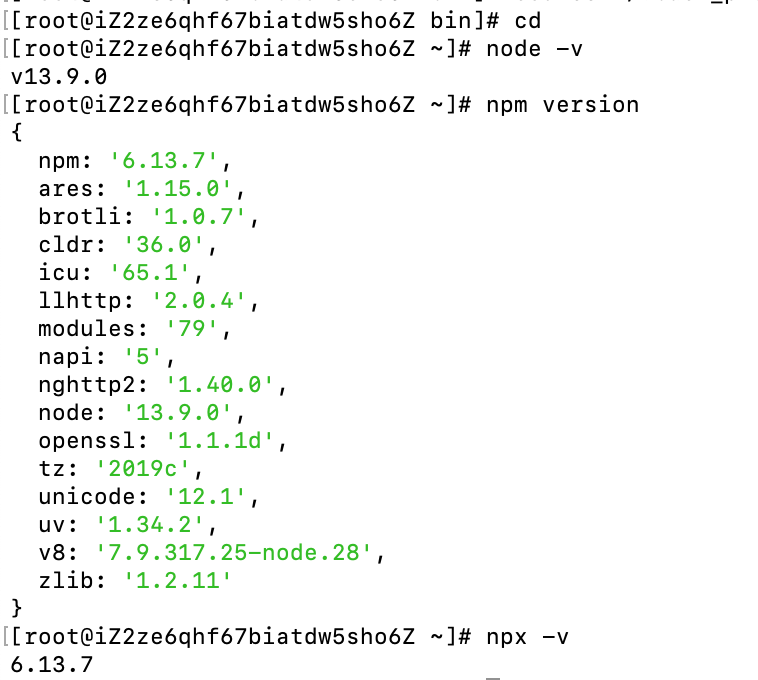 [[root@iZ2ze6qhf67biatdw5sho6Z bin]# cd
[[root@iZ2ze6qhf67biatdw5sho6Z ~]# node -v
v13.9.0
[[root@iZ2ze6qhf67biatdw5sho6Z ~]# npm version
{
  npm: '6.13.7',
  ares: '1.15.0',
  brotli: '1.0.7',
  cldr: '36.0',
  icu: '65.1',
  llhttp: '2.0.4',
  modules: '79',
  napi: '5',
  nghttp2: '1.40.0',
  node: '13.9.0',
  openssl: '1.1.1d',
  tz: '2019c',
  unicode: '12.1',
  uv: '1.34.2',
  v8: '7.9.317.25-node.28',
  zlib: '1.2.11'
}
[[root@iZ2ze6qhf67biatdw5sho6Z ~]# npx -v
6.13.7